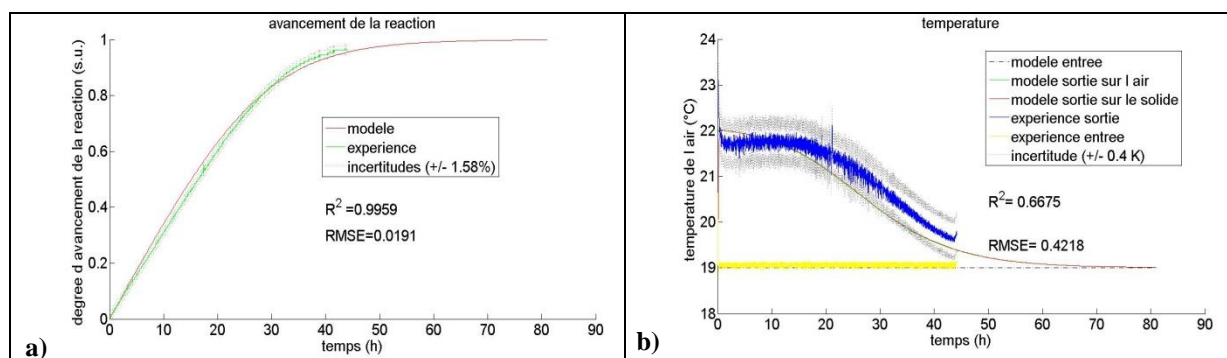 avancement de la reaction
degre d avancement de la reaction (s.u.)
1
0.8
0.6
0.4
0.2
0
0 10 20 30 40 50 60 70 80 90
temps (h)
modele
experience
incertitudes (+/- 1.58%)
R² =0.9959
RMSE=0.0191
a)
temperature
temperature de l air (°C)
24
23
22
21
20
19
18
0 10 20 30 40 50 60 70 80 90
temps (h)
modele entree
modele sortie sur l air
modele sortie sur le solide
experience sortie
experience entree
incertitude (+/- 0.4 K)
R² =0.6675
RMSE= 0.4218
b)